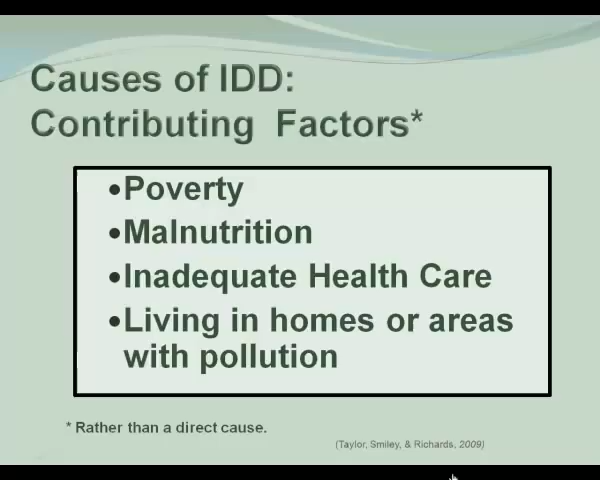 Causes of IDD:
Contributing Factors*
•Poverty
•Malnutrition
•Inadequate Health Care
•Living in homes or areas
with pollution
* Rather than a direct cause.
(Taylor, Smiley, & Richards, 2009)